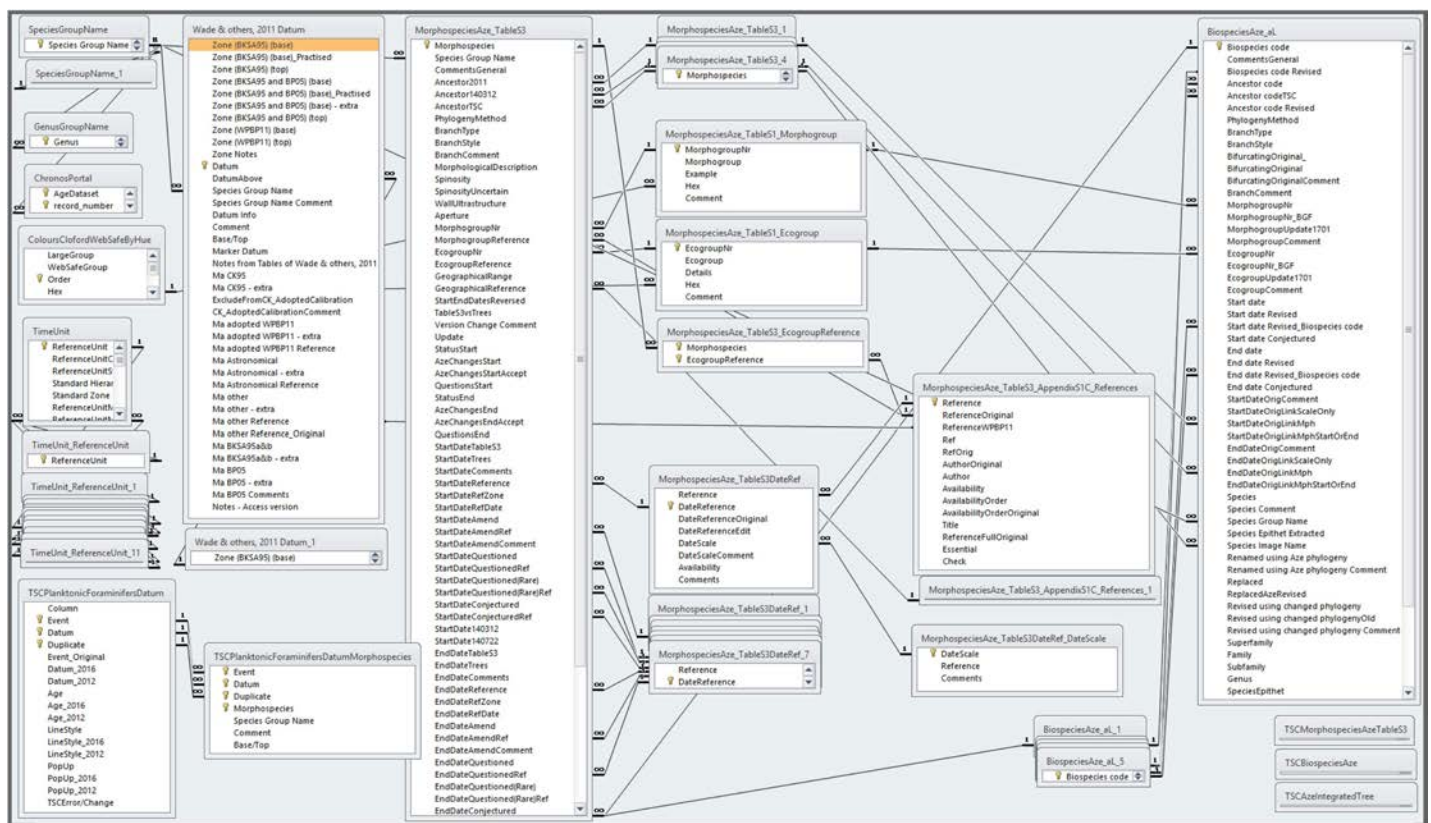 SpeciesGroupName
Species Group Name
SpeciesGroupName_1
GenusGroupName
Genus
ChronosPortal
AgeDataset
record_number
ColoursClofordWebSafeByHue
LargeGroup
WebSafeGroup
Order
Hex
TimeUnit
ReferenceUnit
ReferenceUnitC
ReferenceUnitS
Standard Hierar
Standard Zone
ReferenceUnitM
TimeUnit_ReferenceUnit
ReferenceUnit
TimeUnit_ReferenceUnit_1
TimeUnit_ReferenceUnit_11
TSCPlanktonicForaminifersDatum
Column
Event
Datum
Duplicate
Event_Original
Datum_2016
Datum_2012
Age
Age_2016
Age_2012
LineStyle
LineStyle_2016
LineStyle_2012
PopUp
PopUp_2016
PopUp_2012
TSCError/Change
Wade & others, 2011 Datum
Zone (BKSA95) (base)
Zone (BKSA95) (base)_Practised
Zone (BKSA95) (top)
Zone (BKSA95 and BP05) (base)
Zone (BKSA95 and BP05) (base)_Practised
Zone (BKSA95 and BP05) (base) - extra
Zone (BKSA95 and BP05) (top)
Zone (WPBP11) (base)
Zone (WPBP11) (top)
Zone Notes
Datum
DatumAbove
Species Group Name
Species Group Name Comment
Datum Info
Comment
Base/Top
Marker Datum
Notes from Tables of Wade & others, 2011
Ma CK95
Ma CK95 - extra
ExcludeFromCK_AdoptedCalibration
CK_AdoptedCalibrationComment
Ma adopted WPBP11
Ma adopted WPBP11 - extra
Ma adopted WPBP11 Reference
Ma Astronomical
Ma Astronomical - extra
Ma Astronomical Reference
Ma other
Ma other - extra
Ma other Reference
Ma other Reference_Original
Ma BKSA95a&b
Ma BKSA95a&b - extra
Ma BP05
Ma BP05 - extra
Ma BP05 Comments
Notes - Access version
Wade & others, 2011 Datum_1
Zone (BKSA95) (base)
TSCPlanktonicForaminifersDatumMorphospecies
Event
Datum
Duplicate
Morphospecies
Species Group Name
Comment
Base/Top
MorphospeciesAze_TableS3
Morphospecies
Species Group Name
CommentsGeneral
Ancestor2011
Ancestor140312
AncestorTSC
PhylogenyMethod
BranchType
BranchStyle
BranchComment
MorphologicalDescription
Spinosity
SpinosityUncertain
WallUltrastructure
Aperture
MorphogroupNr
MorphogroupReference
EcogroupNr
EcogroupReference
GeographicalRange
GeographicalReference
StartEndDatesReversed
TableS3vsTrees
Version Change Comment
Update
StatusStart
AzeChangesStart
AzeChangesStartAccept
QuestionsStart
StatusEnd
AzeChangesEnd
AzeChangesEndAccept
QuestionsEnd
StartDateTableS3
StartDateTrees
StartDateComments
StartDateReference
StartDateRefZone
StartDateRefDate
StartDateAmend
StartDateAmendRef
StartDateAmendComment
StartDateQuestioned
StartDateQuestionedRef
StartDateQuestioned(Rare)
StartDateQuestioned(Rare)Ref
StartDateConjectured
StartDateConjecturedRef
StartDate140312
StartDate140722
EndDateTableS3
EndDateTrees
EndDateComments
EndDateReference
EndDateRefZone
EndDateRefDate
EndDateAmend
EndDateAmendRef
EndDateAmendComment
EndDateQuestioned
EndDateQuestionedRef
EndDateQuestioned(Rare)
EndDateQuestioned(Rare)Ref
EndDateConjectured
MorphospeciesAze_TableS3_1
MorphospeciesAze_TableS3_4
Morphospecies
MorphospeciesAze_TableS1_Morphogroup
MorphogroupNr
Morphogroup
Example
Hex
Comment
MorphospeciesAze_TableS1_Ecogroup
EcogroupNr
Ecogroup
Details
Hex
Comment
MorphospeciesAze_TableS3_EcogroupReference
Morphospecies
EcogroupReference
MorphospeciesAze_TableS3DateRef
Reference
DateReference
DateReferenceOriginal
DateReferenceEdit
DateScale
DateScaleComment
Availability
Comments
MorphospeciesAze_TableS3DateRef_1
MorphospeciesAze_TableS3DateRef_7
Reference
DateReference
MorphospeciesAze_TableS3_AppendixS1C_References
Reference
ReferenceOriginal
ReferenceWPBP11
Ref
RefOrig
AuthorOriginal
Author
Availability
AvailabilityOrder
AvailabilityOrderOriginal
Title
ReferenceFullOriginal
Essential
Check
MorphospeciesAze_TableS3_AppendixS1C_References_1
MorphospeciesAze_TableS3DateRef_DateScale
DateScale
Reference
Comments
BiospeciesAze_aL_1
BiospeciesAze_aL_5
Biospecies code
BiospeciesAze_aL
Biospecies code
CommentsGeneral
Biospecies code Revised
Ancestor code
Ancestor codeTSC
Ancestor code Revised
PhylogenyMethod
BranchType
BranchStyle
BifurcatingOriginal_
BifurcatingOriginal
BifurcatingOriginalComment
BranchComment
MorphogroupNr
MorphogroupNr_BGF
MorphogroupUpdate1701
MorphogroupComment
EcogroupNr
EcogroupNr_BGF
EcogroupUpdate1701
EcogroupComment
Start date
Start date Revised
Start date Revised_Biospecies code
Start date Conjectured
End date
End date Revised
End date Revised_Biospecies code
End date Conjectured
StartDateOrigComment
StartDateOrigLinkScaleOnly
StartDateOrigLinkMph
StartDateOrigLinkMphStartOrEnd
EndDateOrigComment
EndDateOrigLinkScaleOnly
EndDateOrigLinkMph
EndDateOrigLinkMphStartOrEnd
Species
Species Comment
Species Group Name
Species Epithet Extracted
Species Image Name
Renamed using Aze phylogeny
Renamed using Aze phylogeny Comment
Replaced
ReplacedAzeRevised
Revised using changed phylogeny
Revised using changed phylogenyOld
Revised using changed phylogeny Comment
Superfamily
Family
Subfamily
Genus
SpeciesEpithet
TSCMorphospeciesAzeTableS3
TSCBiospeciesAze
TSCAzeIntegratedTree